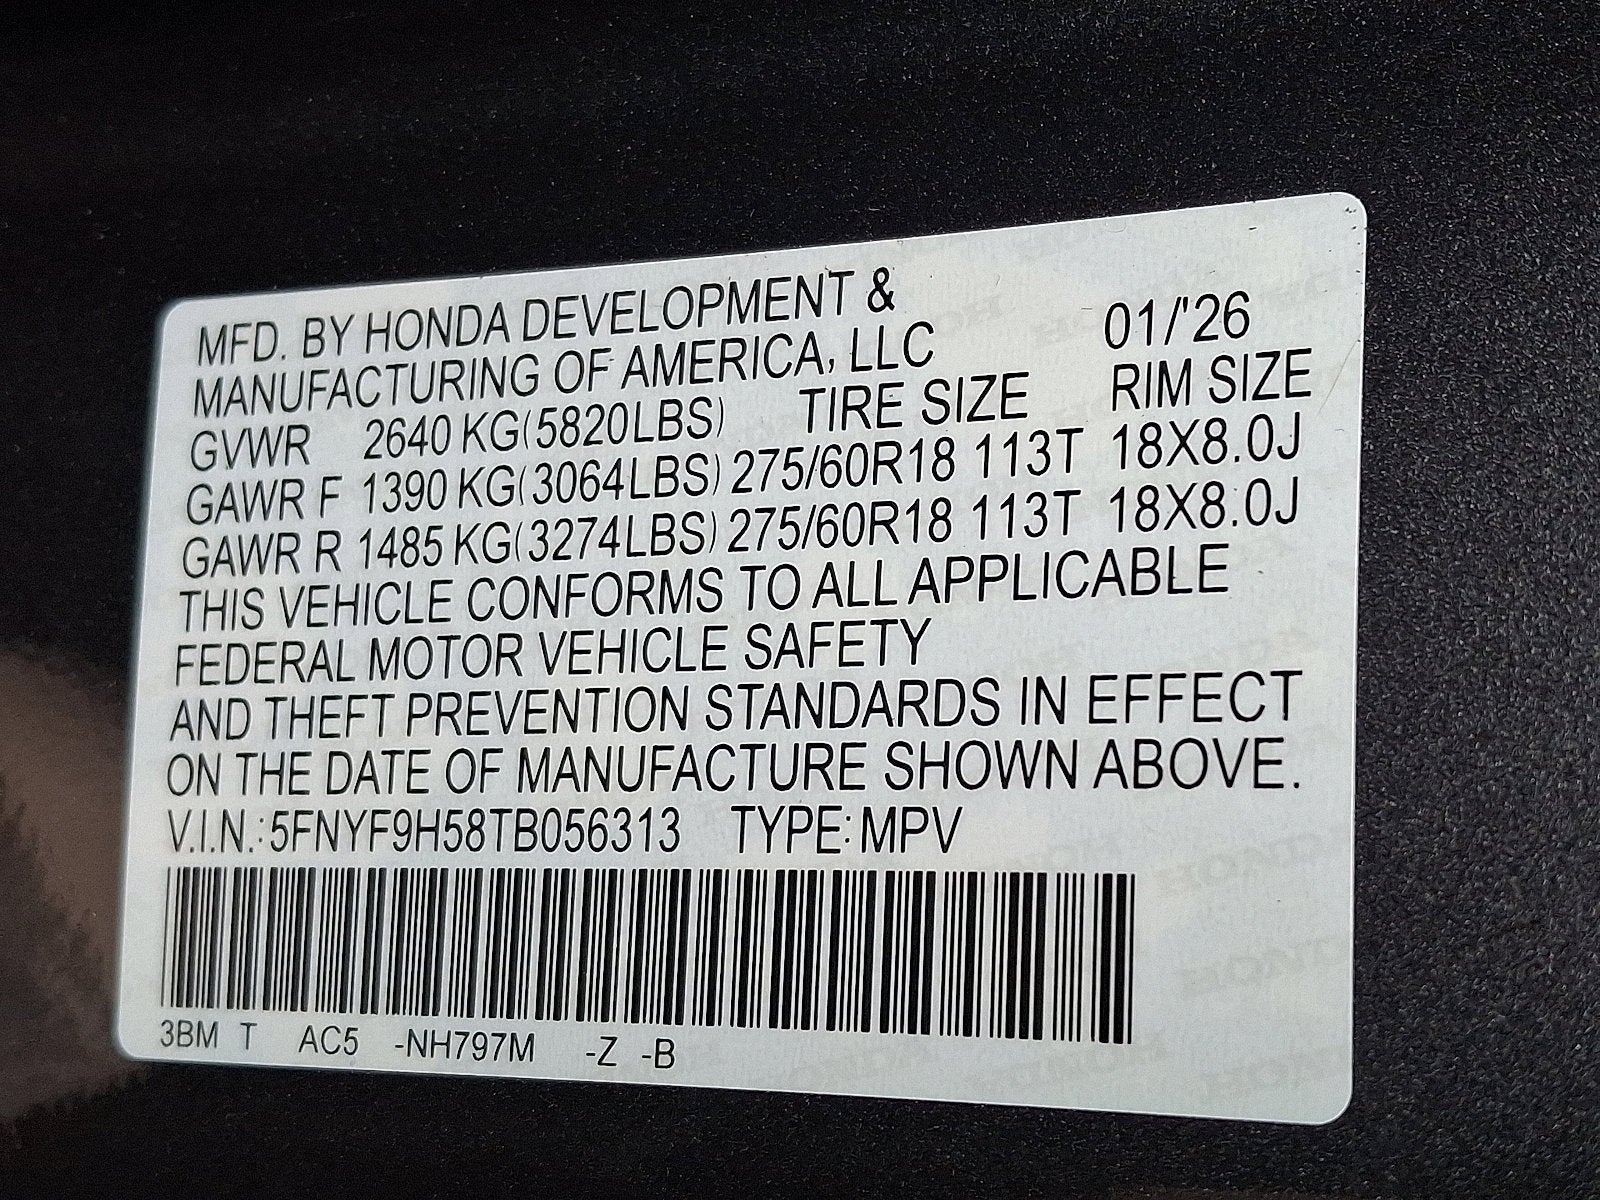 MFD. BY HONDA DEVELOPMENT &
MANUFACTURING OF AMERICA, LLC 01/'26
GVWR 2640 KG(5820LBS) TIRE SIZE RIM SIZE
GAWR F 1390 KG(3064LBS) 275/60R18 113T 18X8.0J
GAWR R 1485 KG(3274LBS) 275/60R18 113T 18X8.0J
THIS VEHICLE CONFORMS TO ALL APPLICABLE
FEDERAL MOTOR VEHICLE SAFETY
AND THEFT PREVENTION STANDARDS IN EFFECT
ON THE DATE OF MANUFACTURE SHOWN ABOVE.
V.I.N.:5FNYF9H58TB056313 TYPE:MPV
3BM T AC5 -NH797M -Z -B